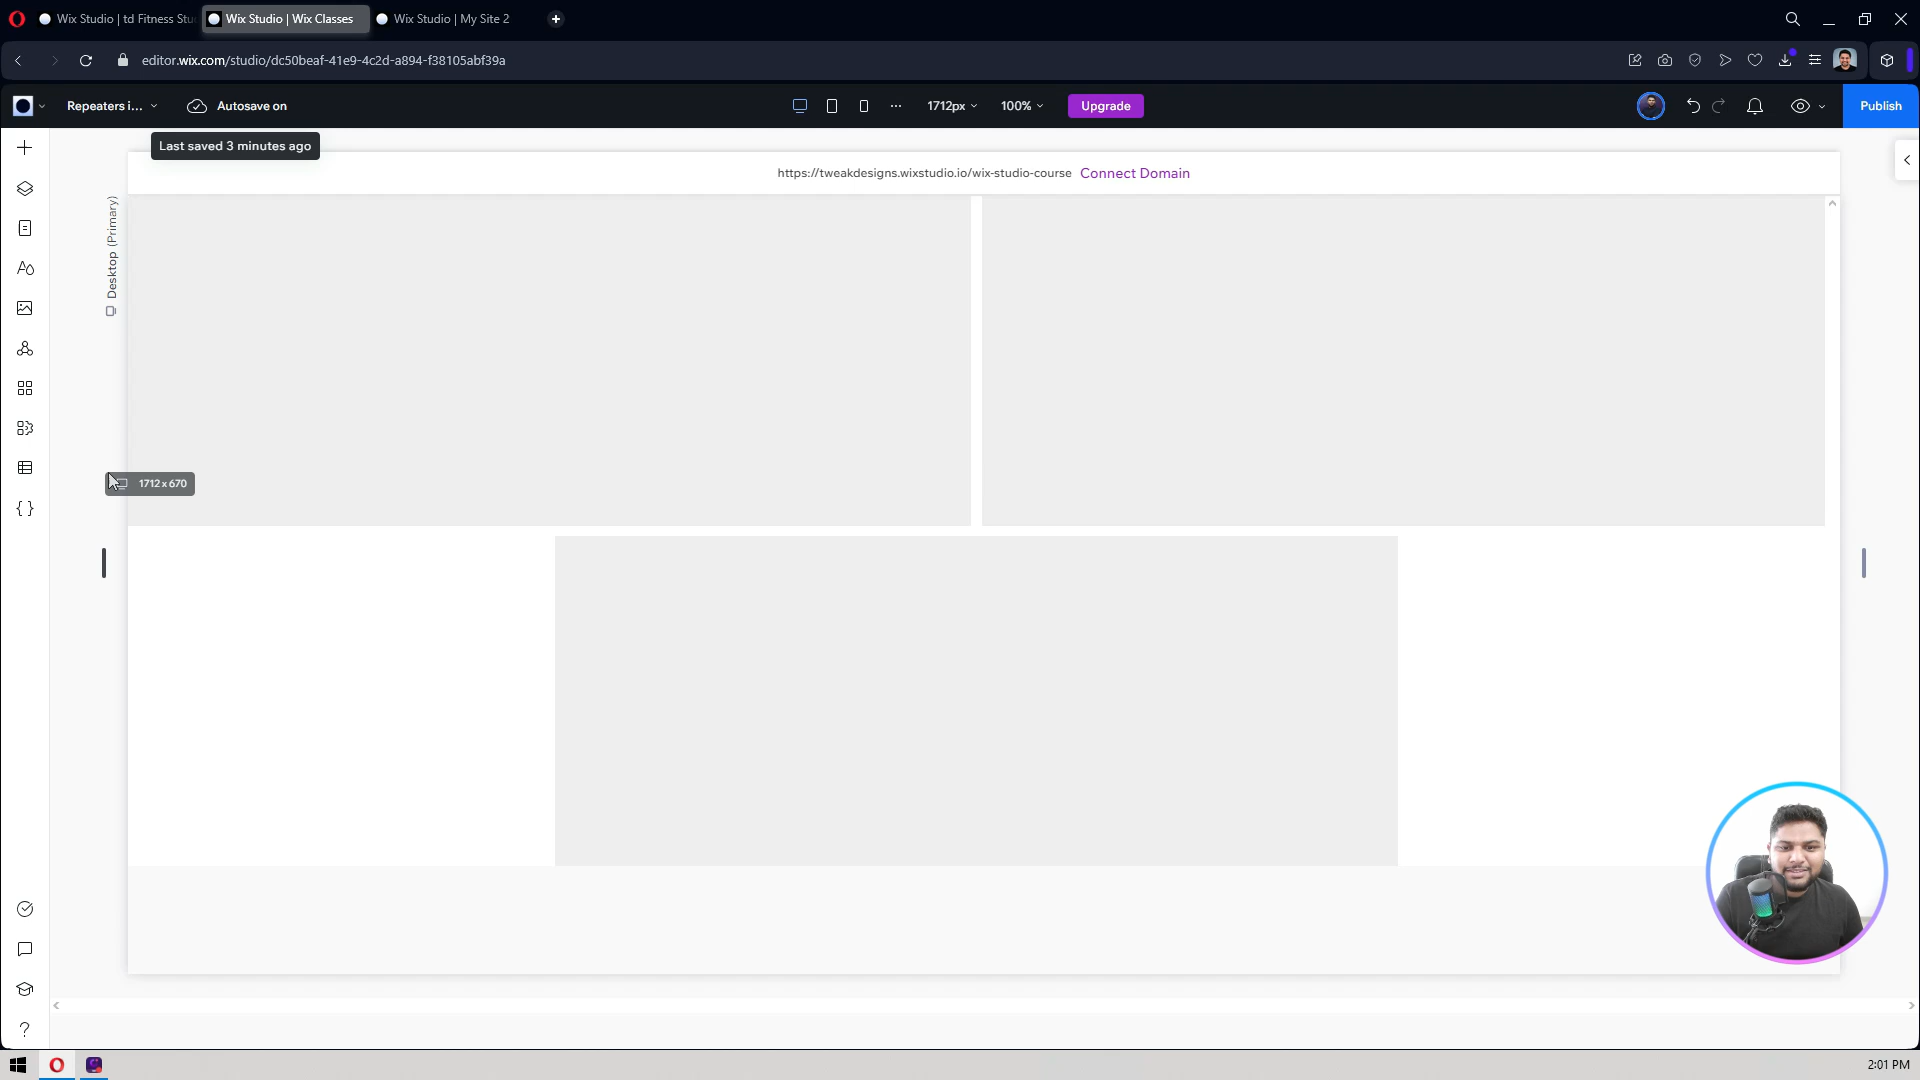 Wix Studio | td Fitness Stu
Wix Studio | Wix Classes
Wix Studio | My Site 2
editor.wix.com/studio/dc50beaf-41e9-4c2d-a894-f38105abf39a
Repeaters i...
Autosave on
1712px
100%
Upgrade
Publish
Last saved 3 minutes ago
https://tweakdesigns.wixstudio.io/wix-studio-course Connect Domain
Desktop (Primary)
1712 x 670
2:01 PM